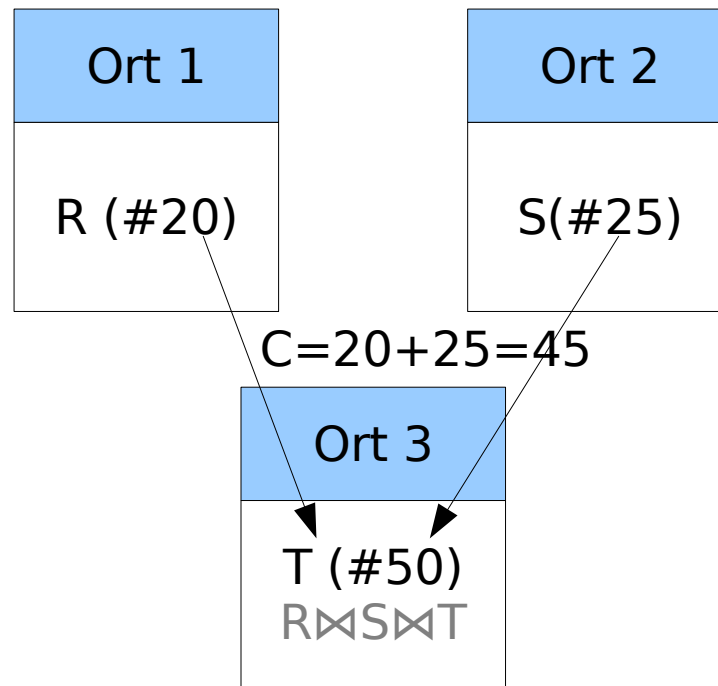 Ort 1
Ort 2
R (#20)
S(#25)
C=20+25=45
Ort 3
T (#50)
R⋈S⋈T